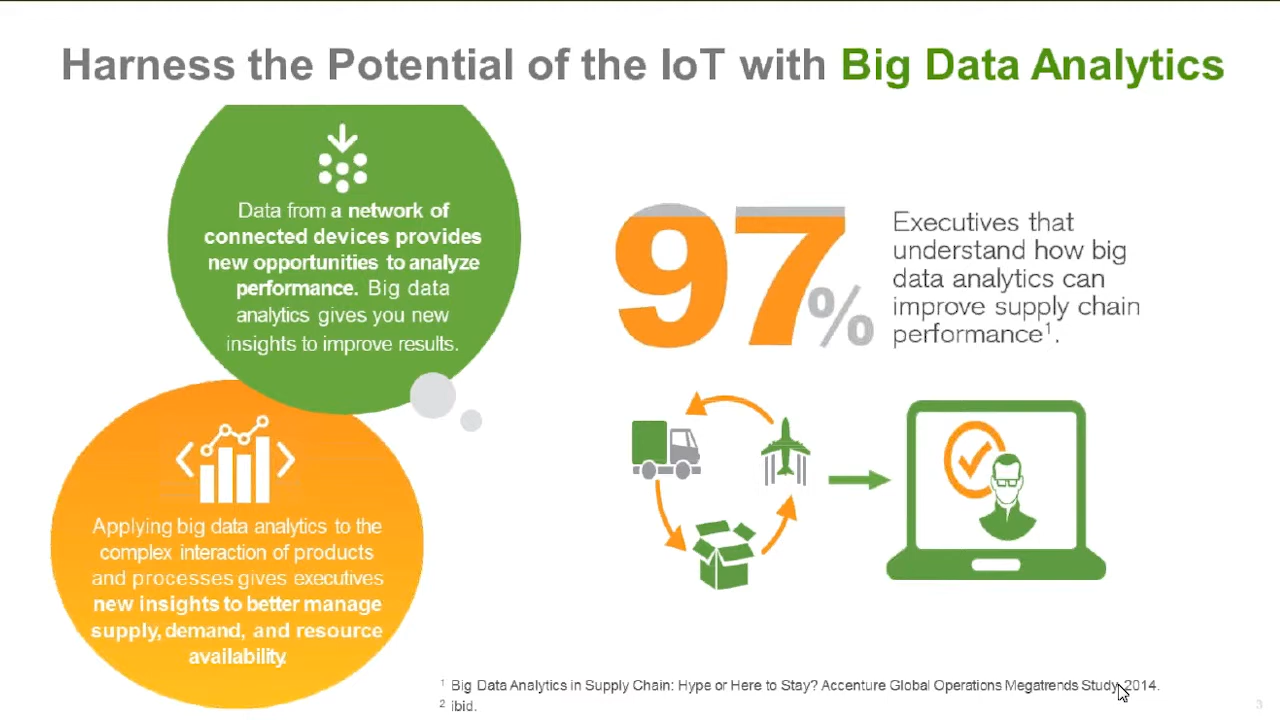 Harness the Potential of the IoT with Big Data Analytics
Data from a network of
connected devices provides
new opportunities to analyze
performance. Big data
analytics gives you new
insights to improve results.
97%
Executives that
understand how big
data analytics can
improve supply chain
performance¹.
Applying big data analytics to the
complex interaction of products
and processes gives executives
new insights to better manage
supply, demand, and resource
availability.
¹ Big Data Analytics in Supply Chain: Hype or Here to Stay? Accenture Global Operations Megatrends Study, 2014.
² ibid.
3